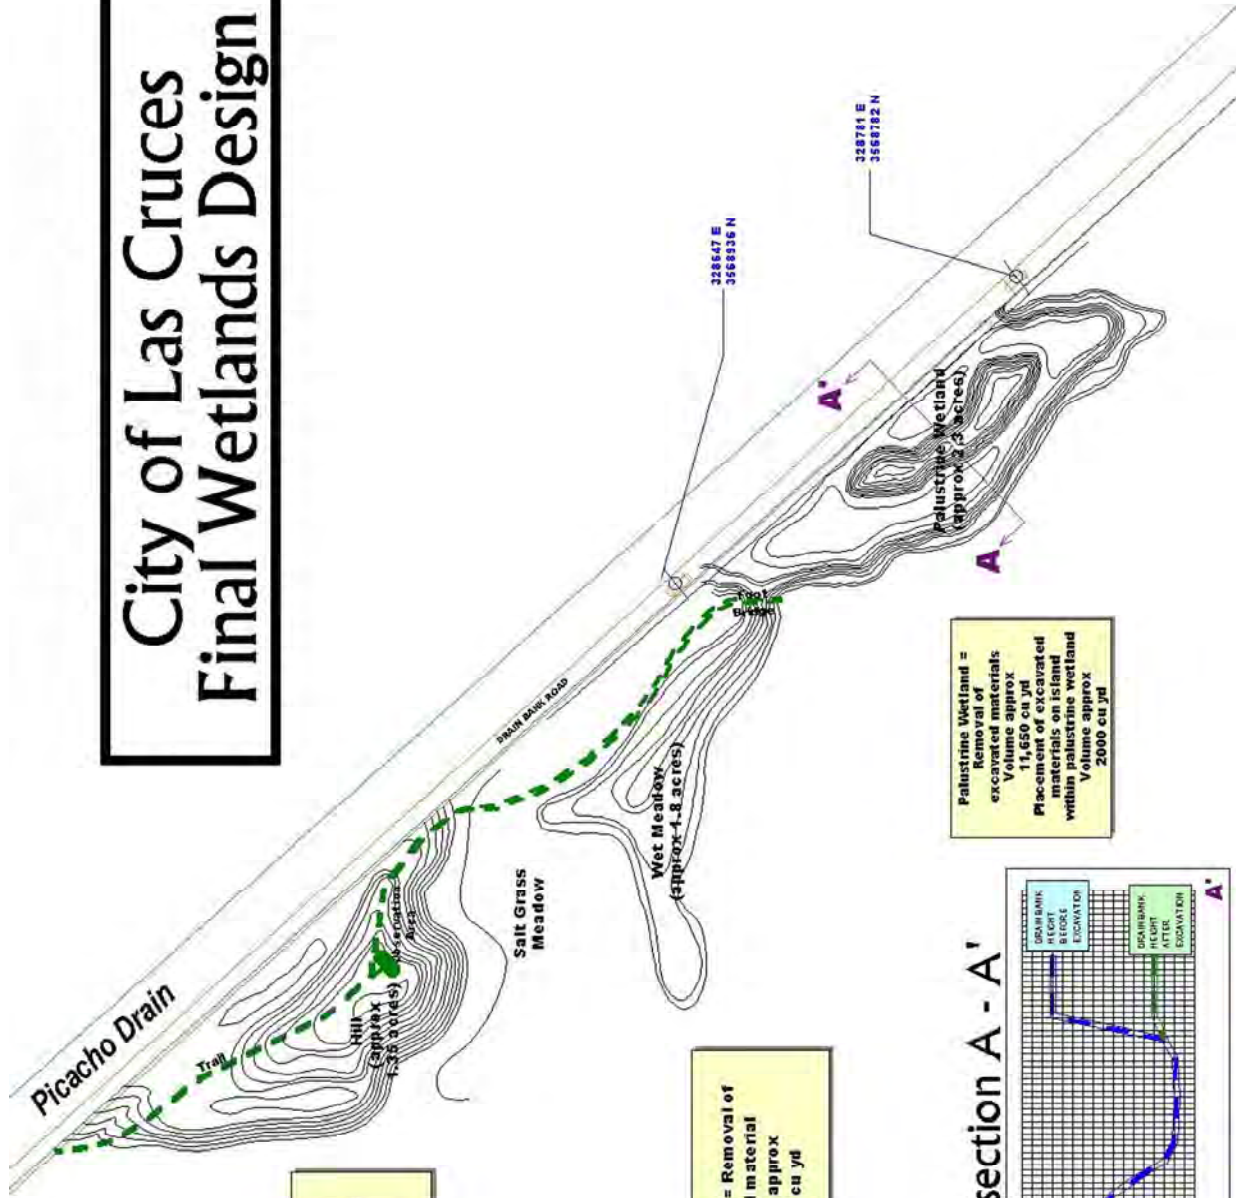 City of Las Cruces
Final Wetlands Design
328781 E
3568782 N
328647 E
3568936 N
A'
Palustrine Wetland
(approx 2.3 acres)
A
Foot
Bridge
DRAIN BANK ROAD
Wet Meadow
(approx 1.8 acres)
Salt Grass
Meadow
Observation
Area
Hill
(approx
1.35 acres)
Trail
Picacho Drain
Palustrine Wetland =
Removal of
excavated materials
Volume approx
11,650 cu yd
Placement of excavated
materials on island
within palustrine wetland
Volume approx
2000 cu yd
= Removal of
material
approx
cu yd
section A - A'
DRAIN BANK
HEIGHT
BEFORE
EXCAVATION
DRAIN BANK
HEIGHT
AFTER
EXCAVATION
A'